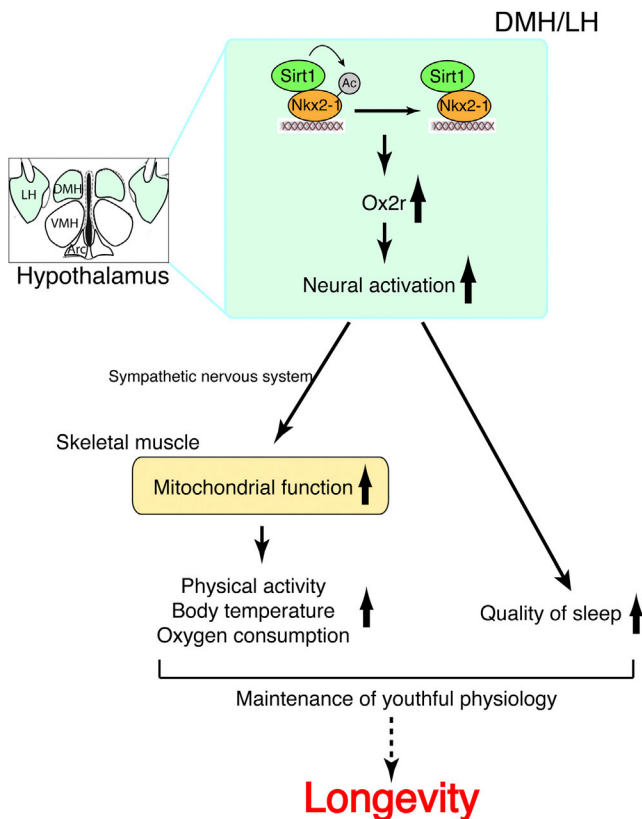 DMH/LH
Sirt1
Ac
Nkx2-1
Sirt1
Nkx2-1
Ox2r
Neural activation
LH
DMH
VMH
Arc
Hypothalamus
Sympathetic nervous system
Skeletal muscle
Mitochondrial function
Physical activity
Body temperature
Oxygen consumption
Quality of sleep
Maintenance of youthful physiology
Longevity